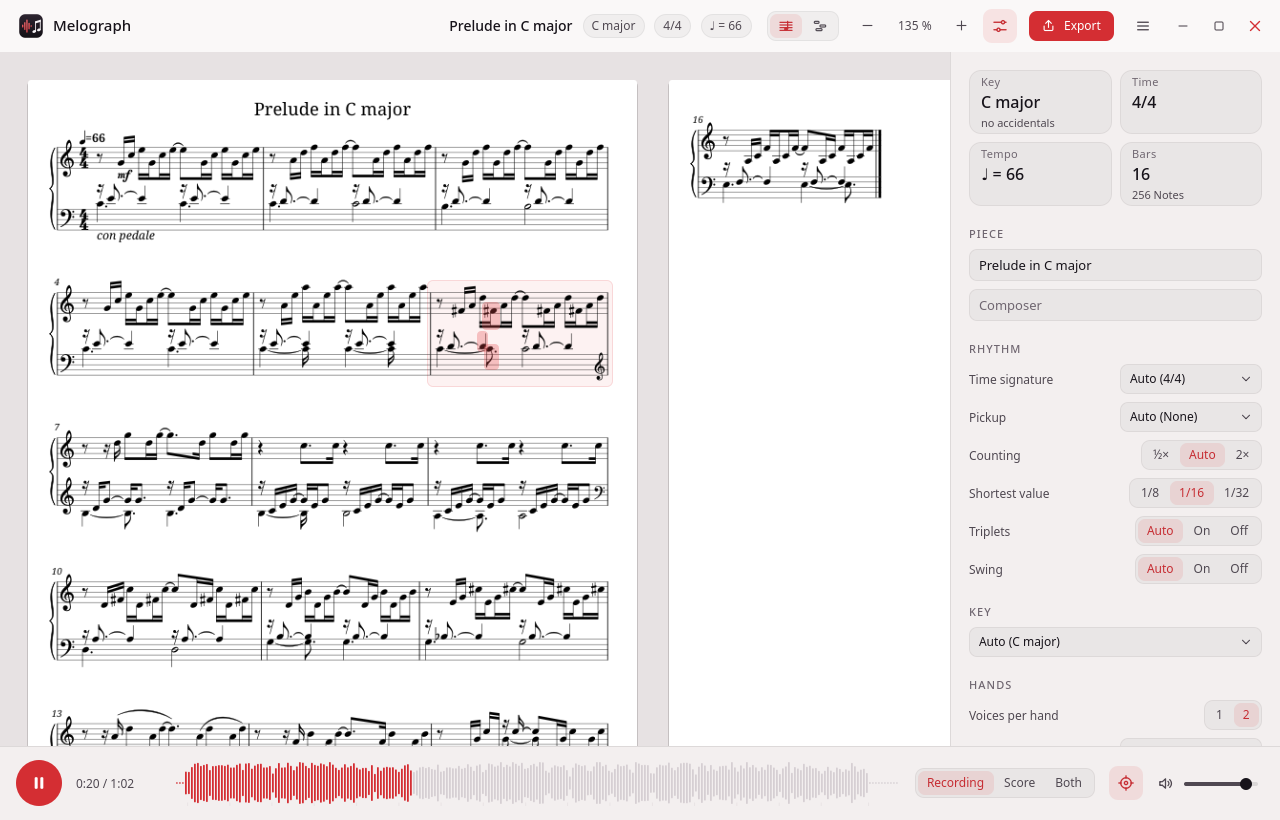 Melograph
Prelude in C major
C major
4/4
♩ = 66
135 %
Export
Prelude in C major
♩=66
mf
con pedale
4
7
10
13
16
Key
C major
no accidentals
Time
4/4
Tempo
♩ = 66
Bars
16
256 Notes
PIECE
Prelude in C major
Composer
RHYTHM
Time signature
Auto (4/4)
Pickup
Auto (None)
Counting
½× Auto 2×
Shortest value
1/8 1/16 1/32
Triplets
Auto On Off
Swing
Auto On Off
KEY
Auto (C major)
HANDS
Voices per hand
1 2
0:20 / 1:02
Recording Score Both